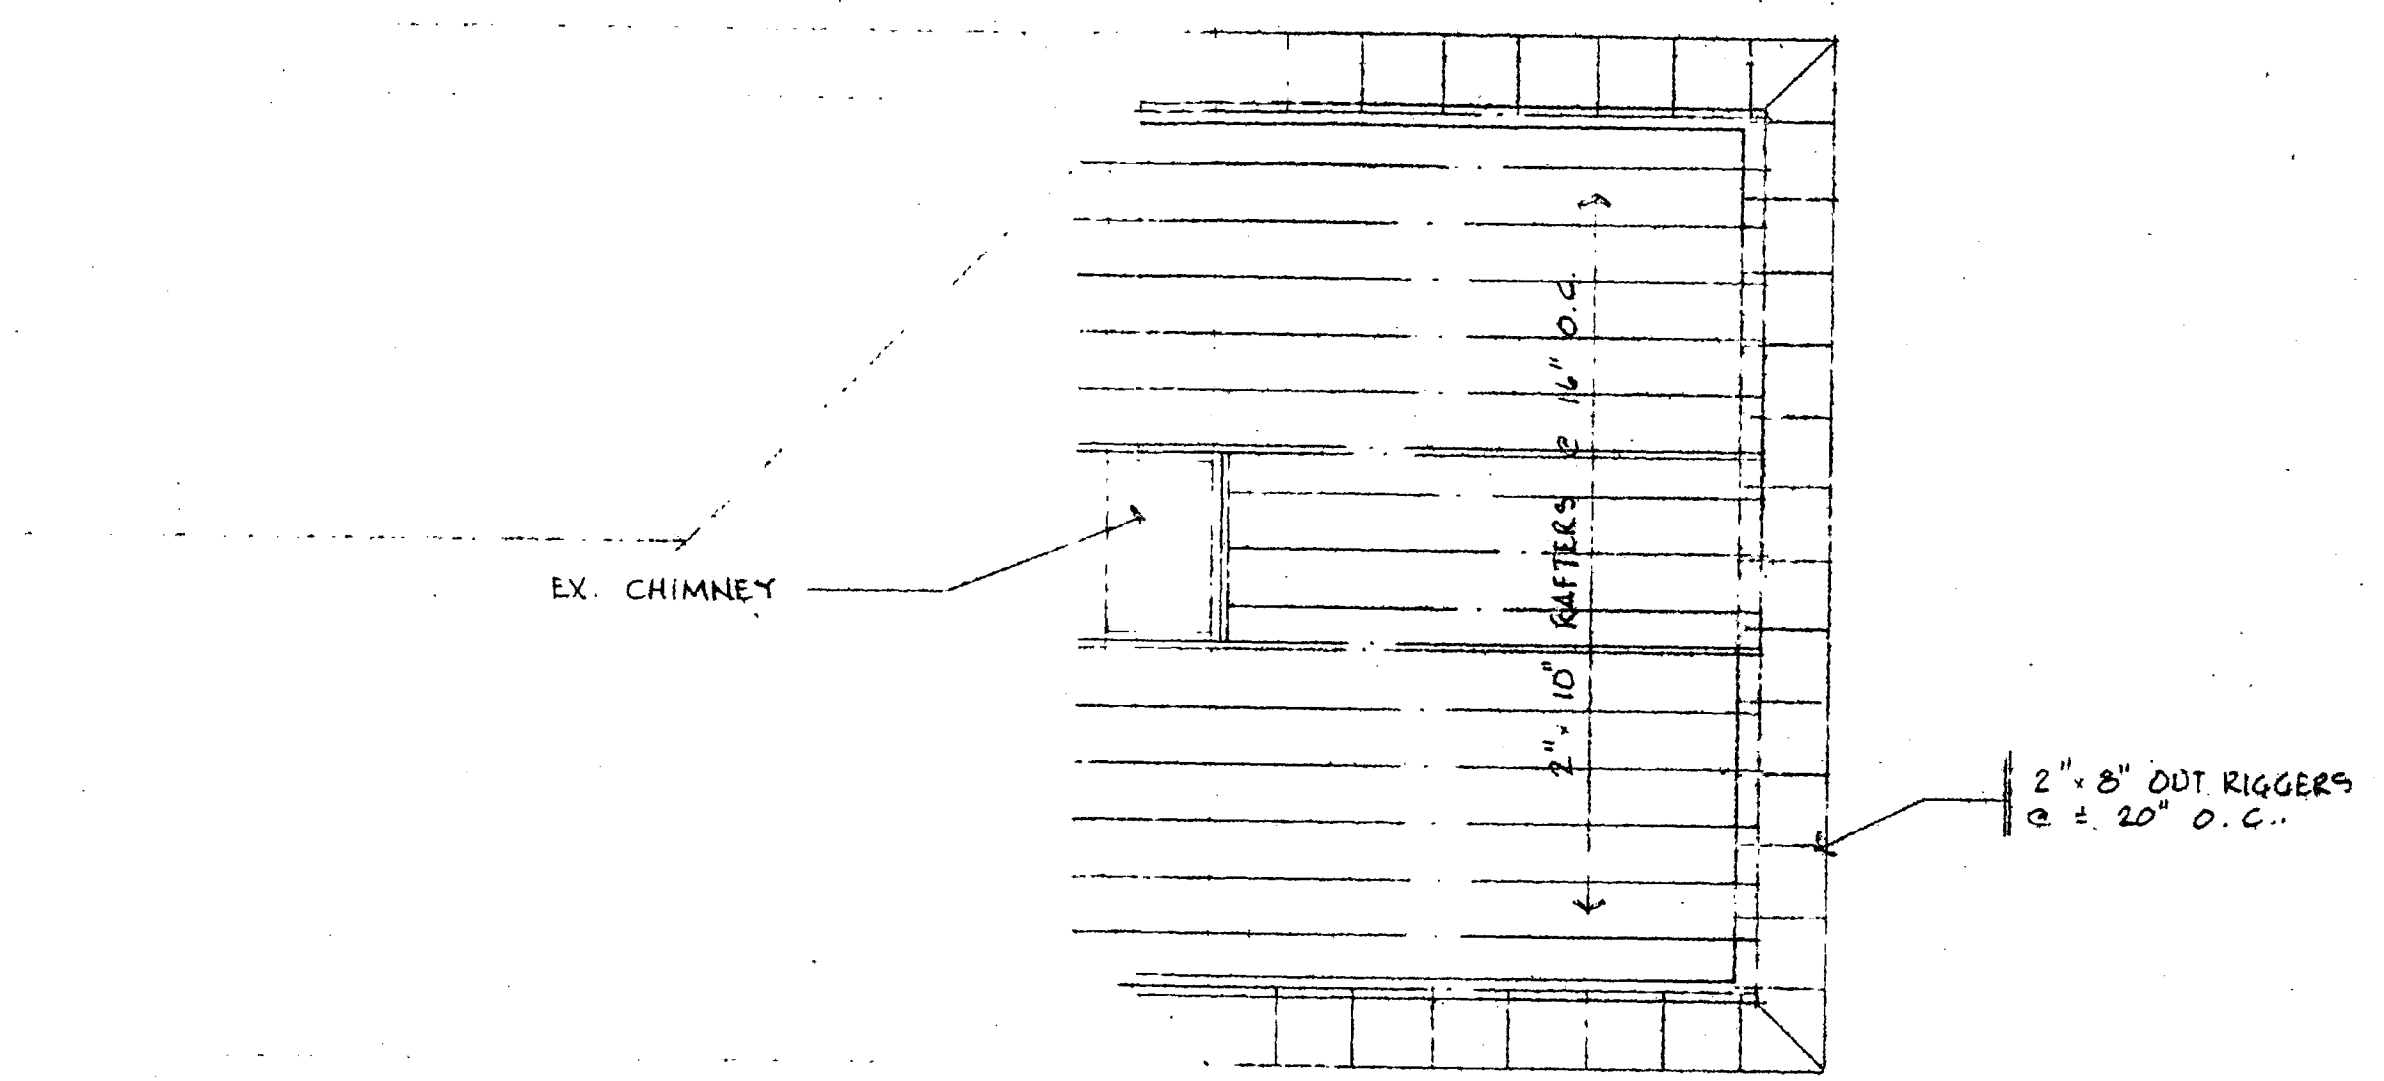 2" x 10" RAFTERS @ 16" O.C.
EX. CHIMNEY
2" x 8" OUT RIGGERS
@ ± 20" O.C..